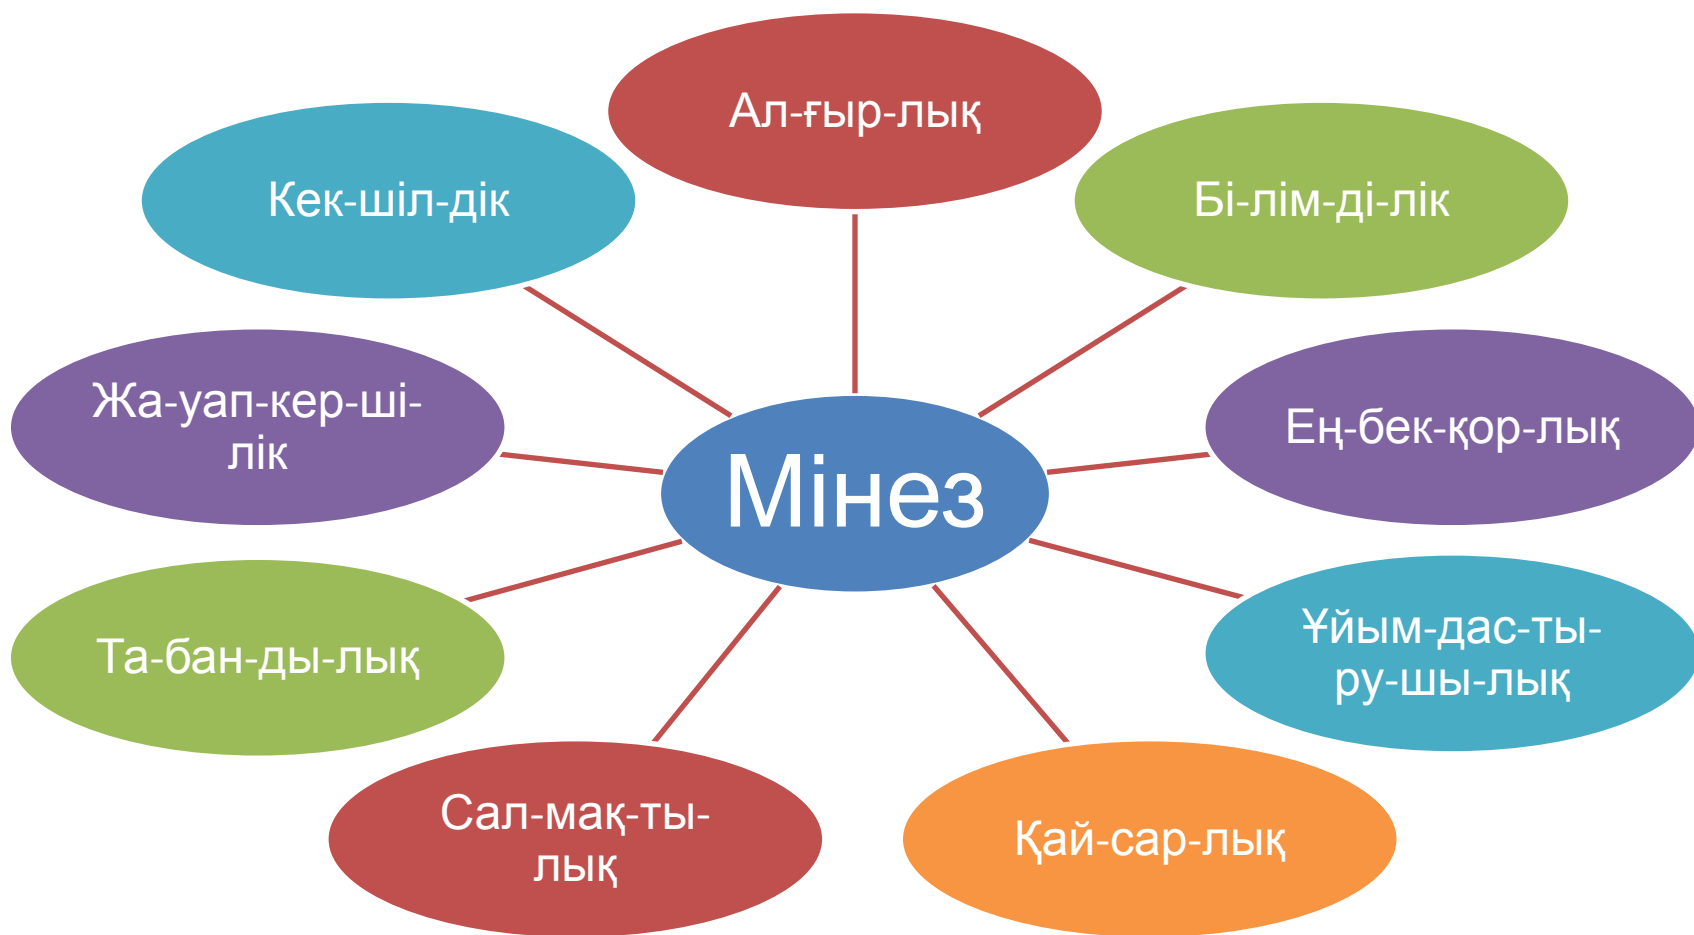 Ал-ғыр-лық
Бі-лім-ді-лік
Ең-бек-қор-лық
Ұйым-дас-ты-
ру-шы-лық
Қай-сар-лық
Сал-мақ-ты-
лық
Та-бан-ды-лық
Жа-уап-кер-ші-
лік
Кек-шіл-дік
Мінез